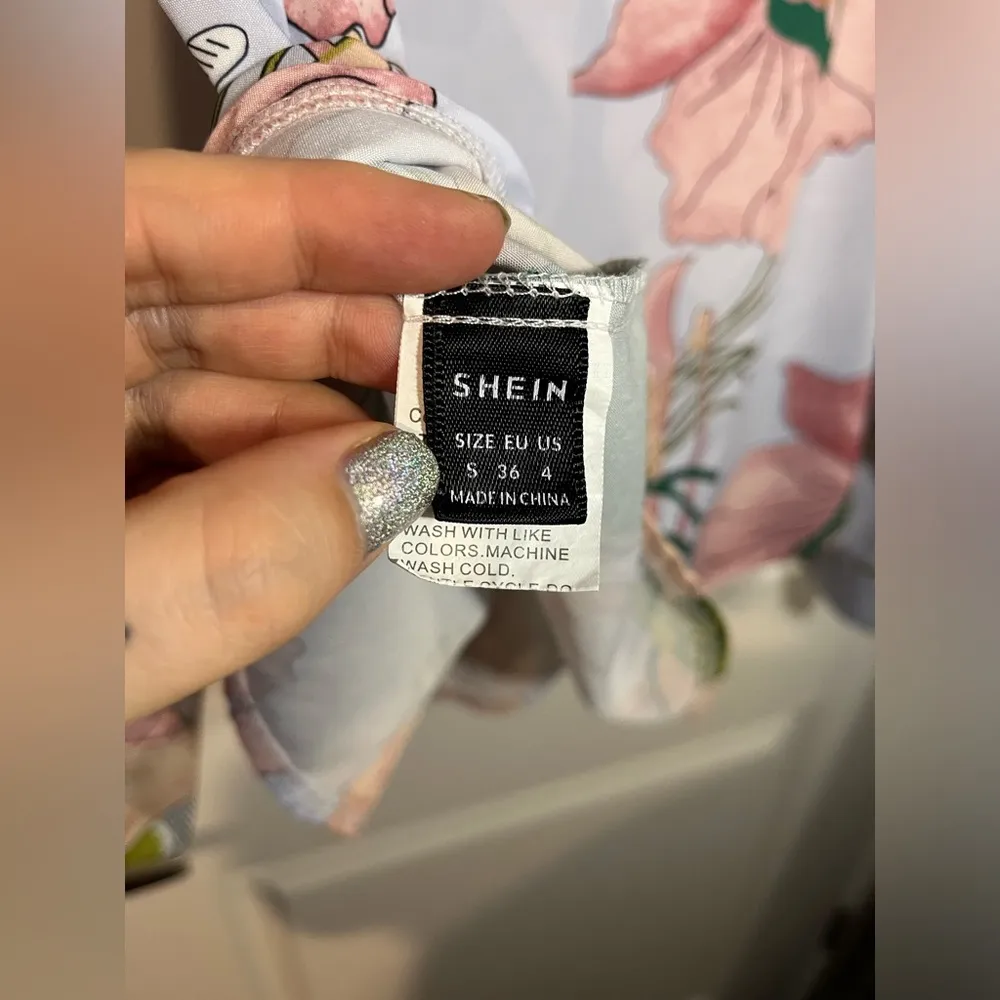 SHEIN
SIZE EU US
S 36 4
MADE IN CHINA
WASH WITH LIKE
COLORS.MACHINE
WASH COLD.